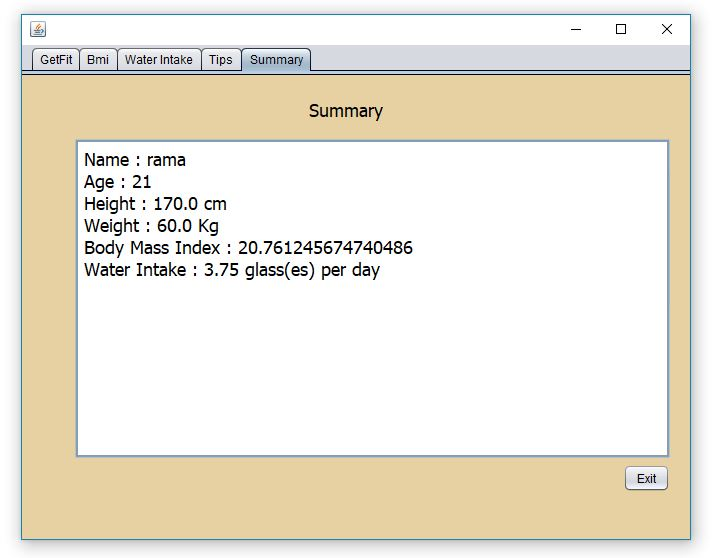 GetFit Bmi Water Intake Tips Summary
Summary
Name : rama
Age : 21
Height : 170.0 cm
Weight : 60.0 Kg
Body Mass Index : 20.761245674740486
Water Intake : 3.75 glass(es) per day
Exit